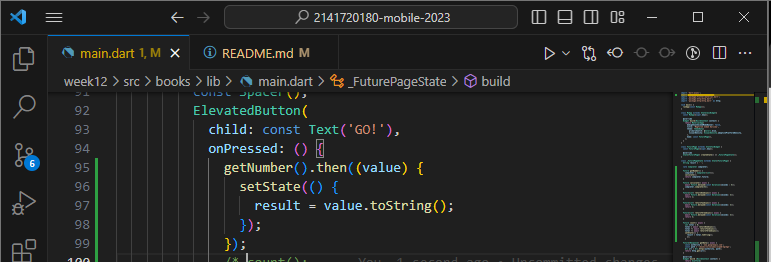 2141720180-mobile-2023
main.dart 1, M
README.md M
week12 > src > books > lib > main.dart > _FuturePageState > build
91 const Spacer(),
92 ElevatedButton(
93 child: const Text('GO!'),
94 onPressed: () {
95 getNumber().then((value) {
96 setState(() {
97 result = value.toString();
98 });
99 });
100 /* count(); You, 1 second ago • Uncommitted changes
6